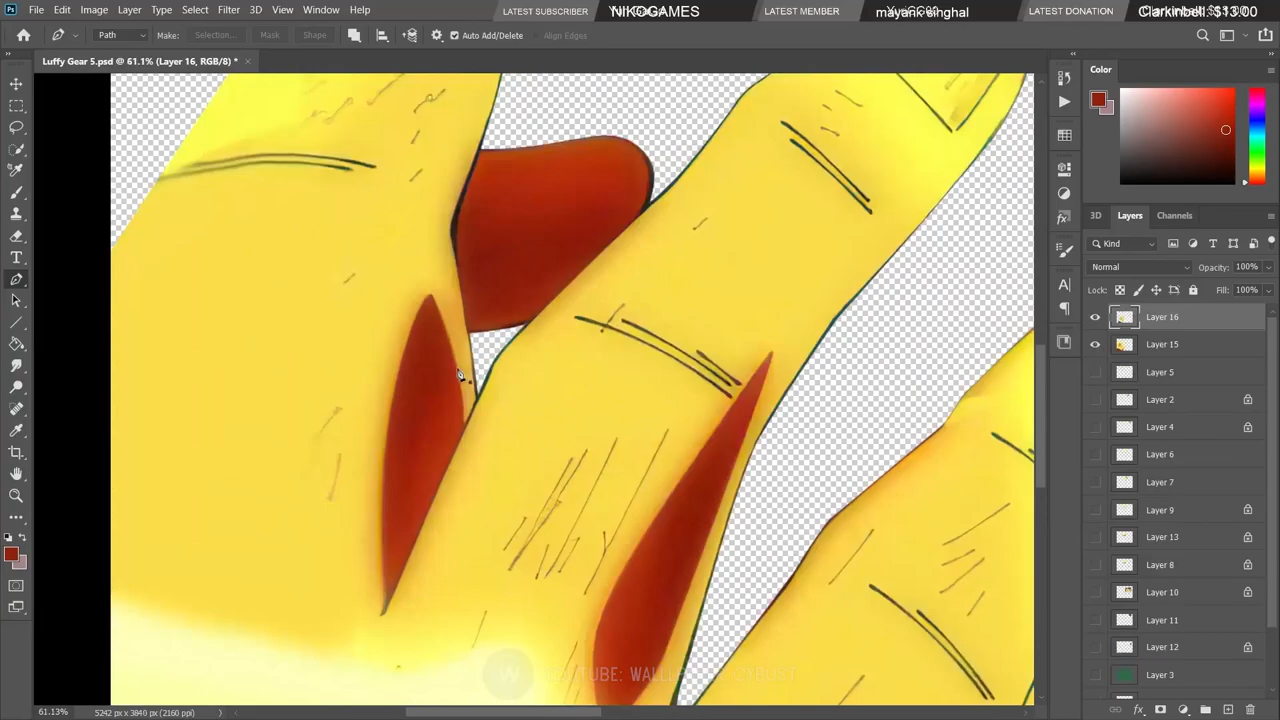 File Edit Image Layer Type Select Filter 3D View Window Help
LATEST SUBSCRIBER NIKOGAMES LATEST MEMBER mayank singhal LATEST DONATION Clarkinbell: $13.00
Path Make: Selection... Mask Shape Auto Add/Delete Align Edges
Luffy Gear 5.psd @ 61.1% (Layer 16, RGB/8) *
Color
3D Layers Channels
Kind
Normal Opacity: 100%
Lock: Fill: 100%
Layer 16
Layer 15
Layer 5
Layer 2
Layer 4
Layer 6
Layer 7
Layer 9
Layer 13
Layer 8
Layer 10
Layer 11
Layer 12
Layer 3
61.13% 5242 px x 3840 px (2160 ppi)